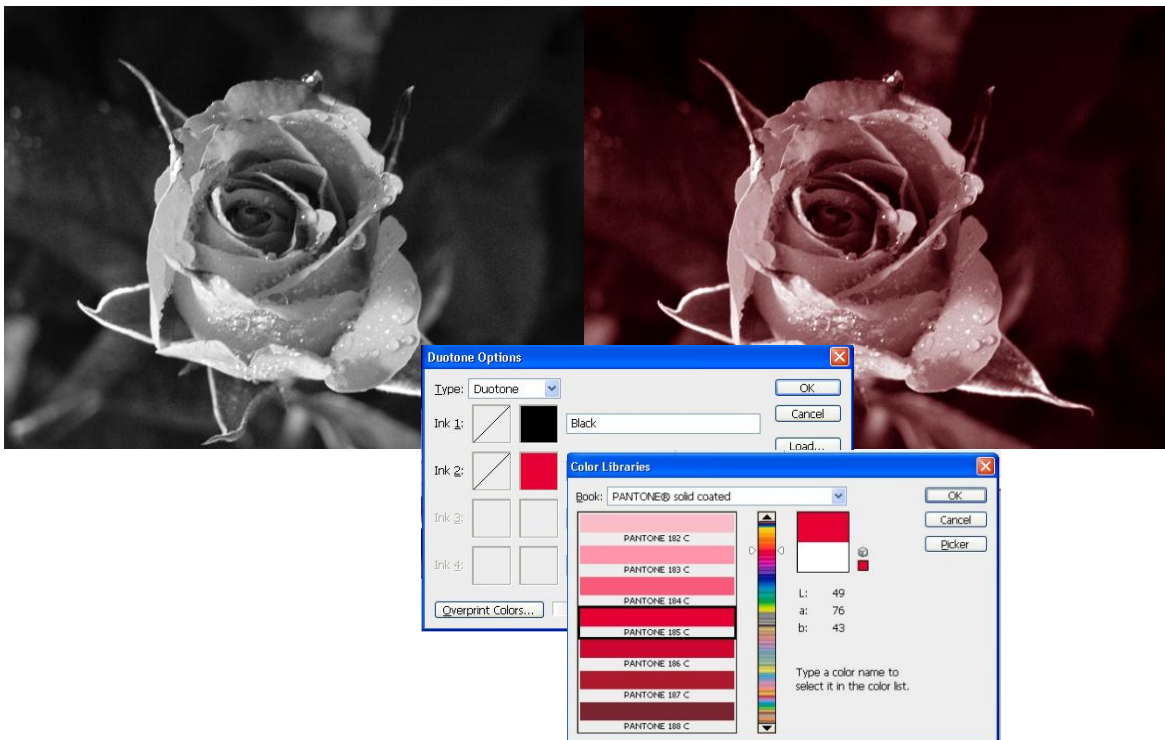 Duotone Options
Type: Duotone
OK
Ink 1:
Black
Cancel
Load...
Ink 2:
Ink 3:
Ink 4:
Overprint Colors...
Color Libraries
Book: PANTONE® solid coated
OK
Cancel
Picker
PANTONE 182 C
PANTONE 183 C
PANTONE 184 C
PANTONE 185 C
PANTONE 186 C
PANTONE 187 C
PANTONE 188 C
L: 49
a: 76
b: 43
Type a color name to
select it in the color list.